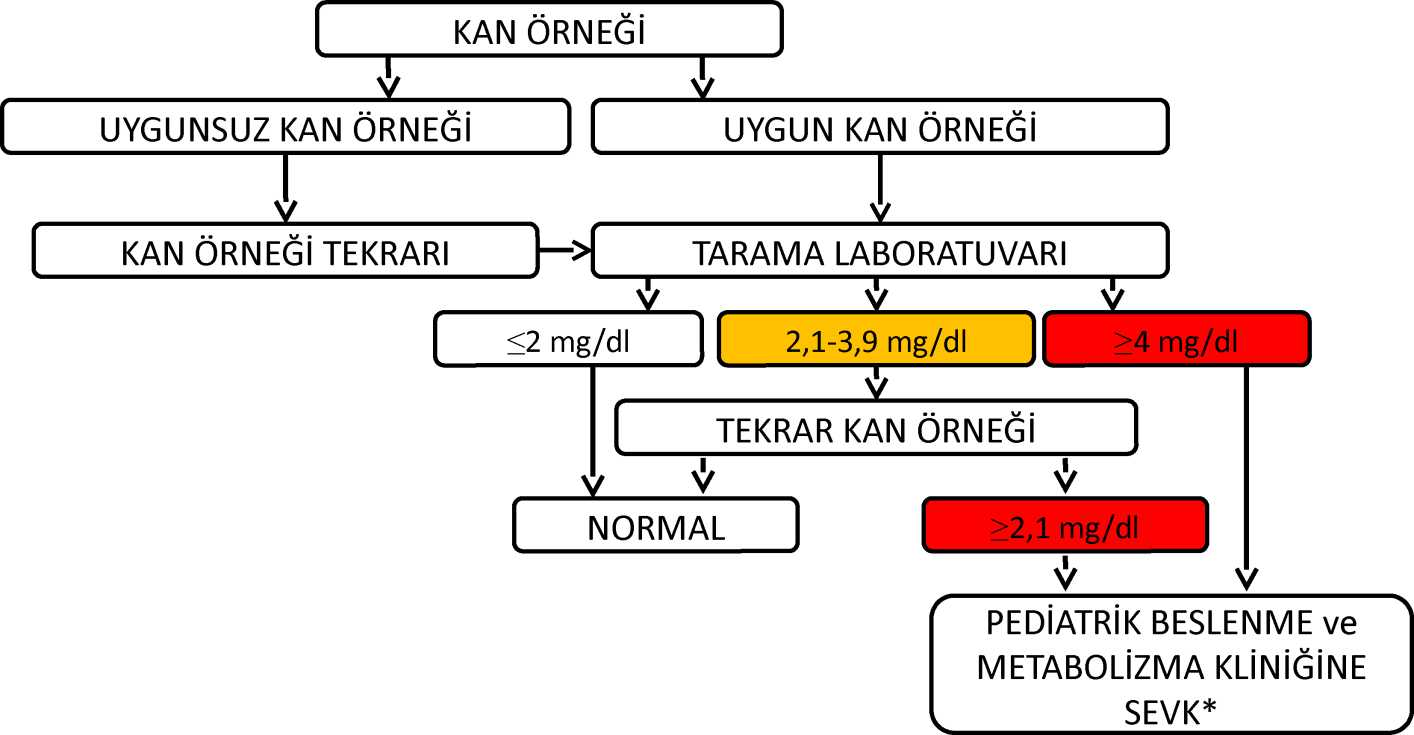 KAN ÖRNEĞİ
UYGUNSUZ KAN ÖRNEĞİ
UYGUN KAN ÖRNEĞİ
KAN ÖRNEĞİ TEKRARI
TARAMA LABORATUVARI
≤2 mg/dl
2,1-3,9 mg/dl
≥4 mg/dl
TEKRAR KAN ÖRNEĞİ
NORMAL
≥2,1 mg/dl
PEDİATRİK BESLENME ve
METABOLİZMA KLİNİĞİNE
SEVK*